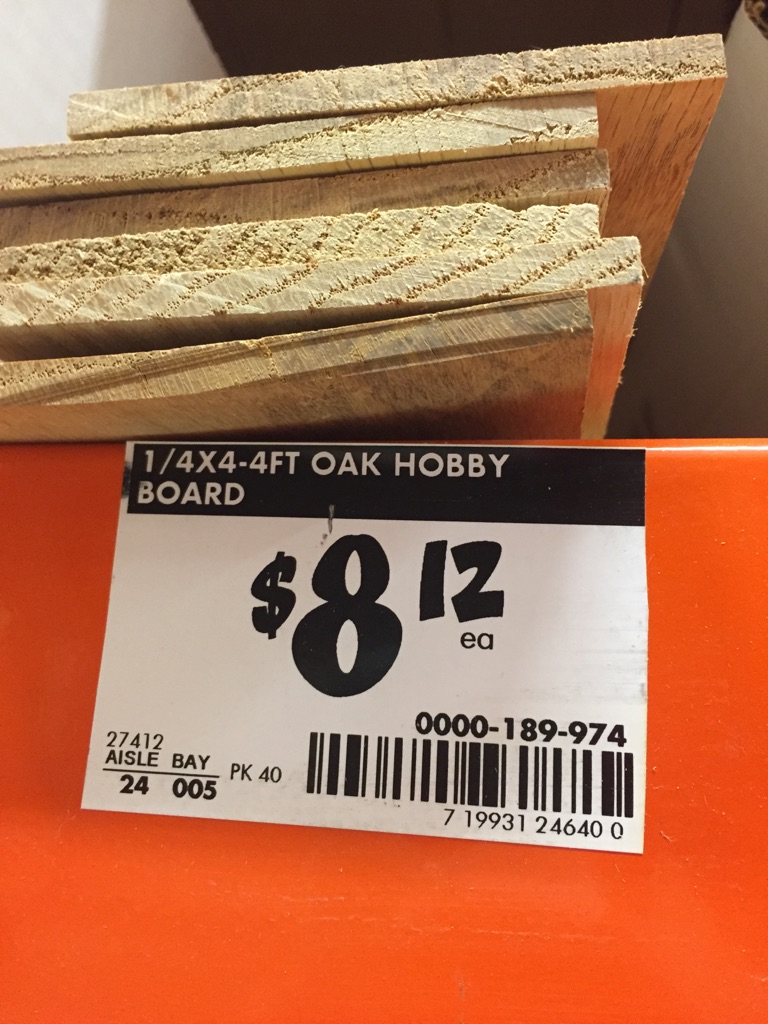 1/4X4-4FT OAK HOBBY
BOARD
$8 12
ea
0000-189-974
27412
AISLE BAY
24 005
PK 40
7 19931 24640 0